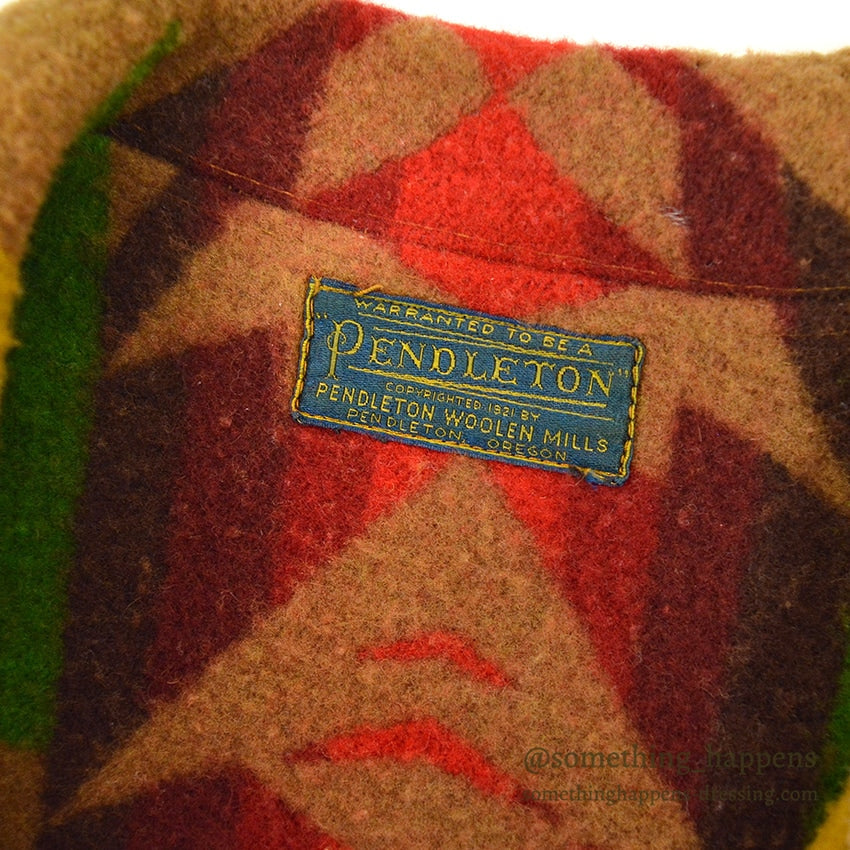 WARRANTED TO BE A
"PENDLETON"
COPYRIGHTED 1921 BY
PENDLETON WOOLEN MILLS
PENDLETON, OREGON
@something_happens
somethinghappens-dressing.com